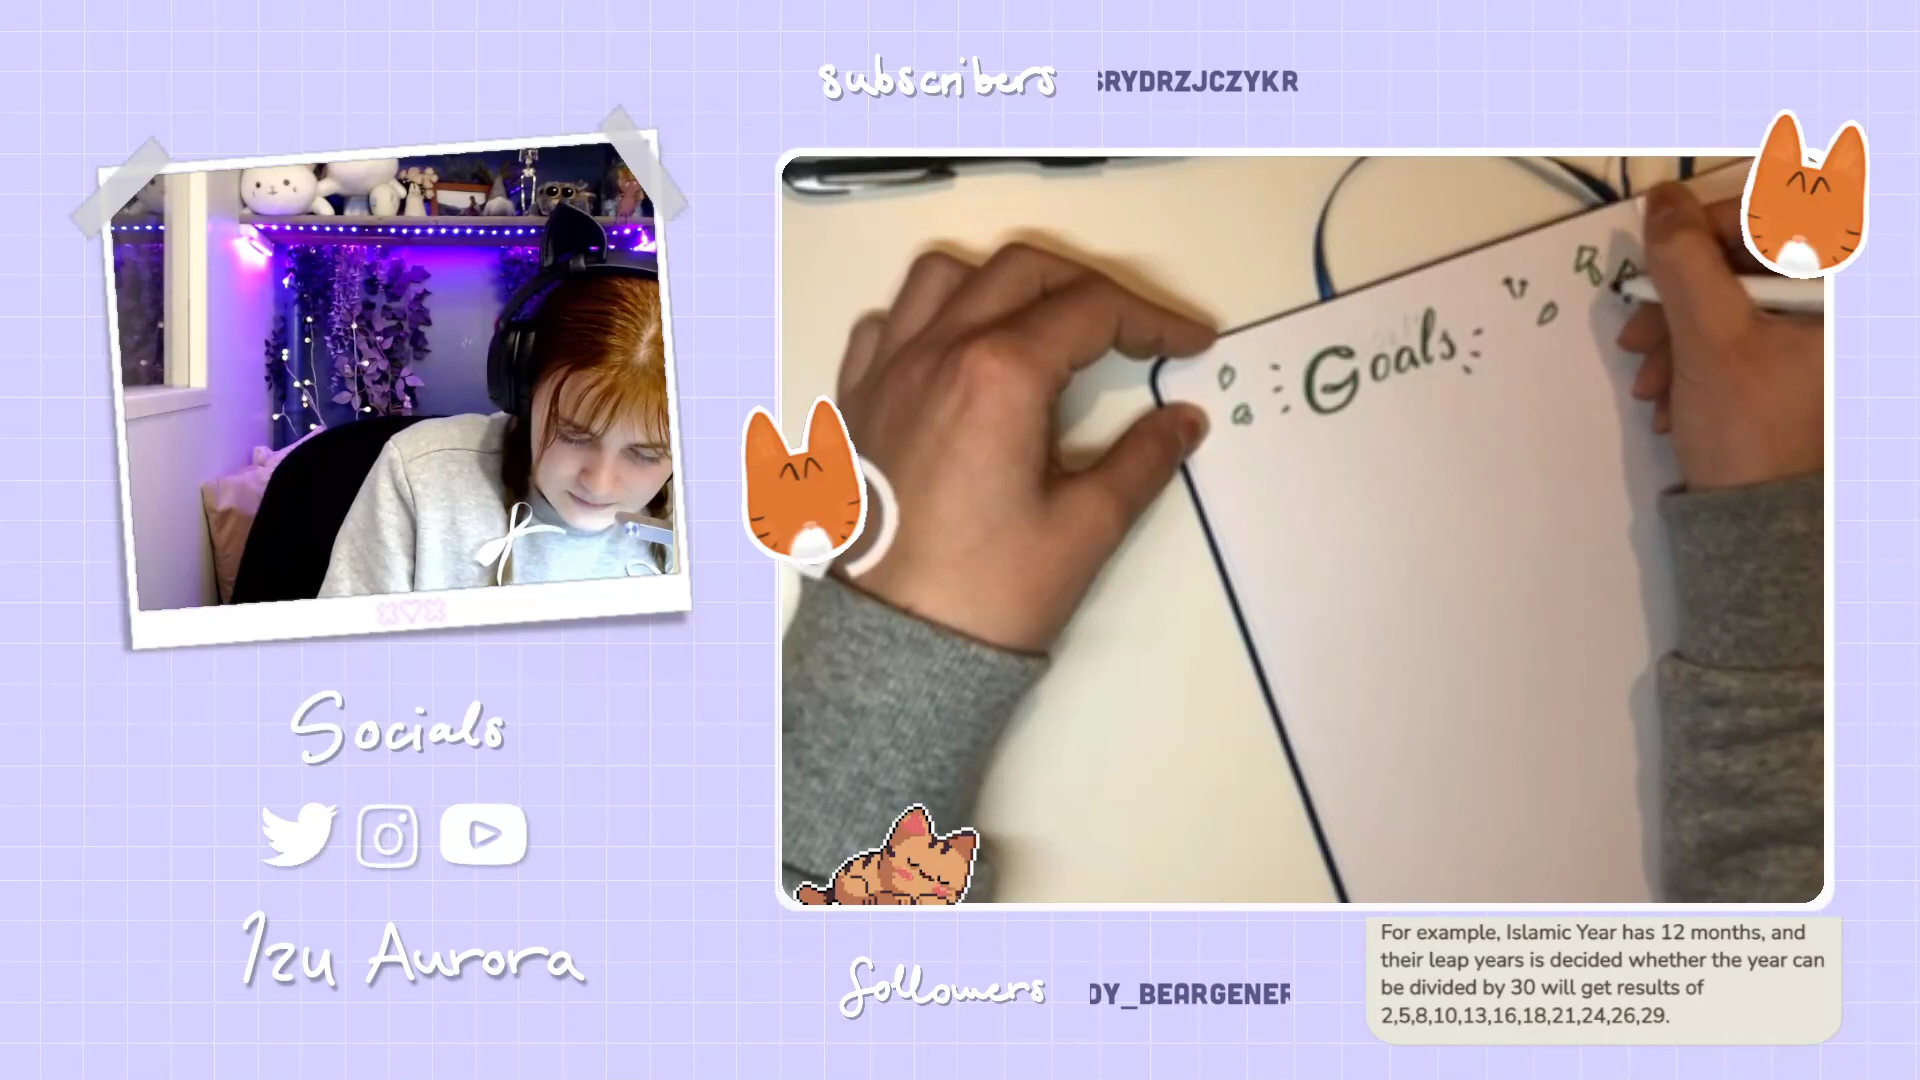 subscribers SRYDRZJCZYKR
Goals
Socials
Izu Aurora
followers DY_BEARGENER
For example, Islamic Year has 12 months, and
their leap years is decided whether the year can
be divided by 30 will get results of
2,5,8,10,13,16,18,21,24,26,29.